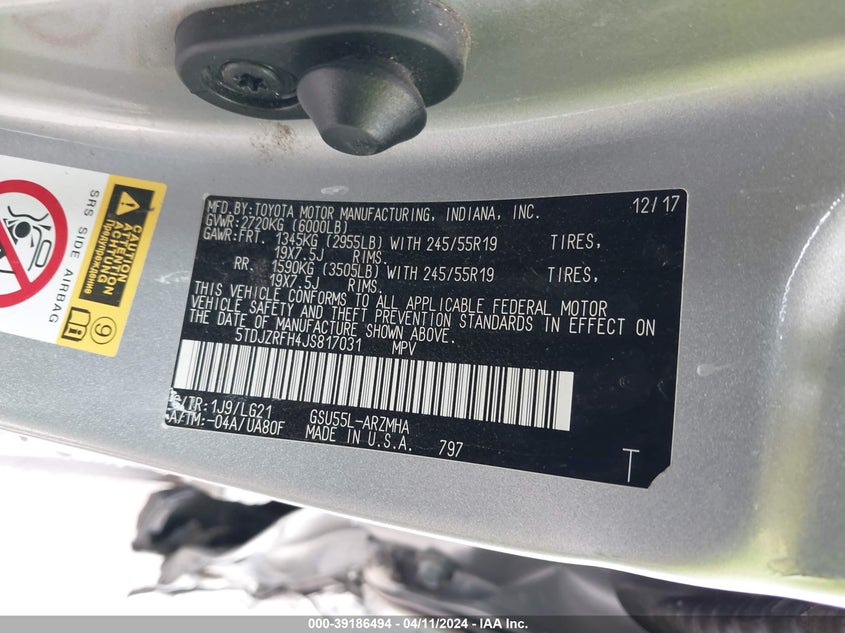 MFD.BY:TOYOTA MOTOR MANUFACTURING, INDIANA, INC. 12/17
GVWR:2720KG (6000LB)
GAWR:FRT. 1345KG (2955LB) WITH 245/55R19 TIRES,
19X7.5J RIMS.
RR. 1590KG (3505LB) WITH 245/55R19 TIRES,
19X7.5J RIMS.
THIS VEHICLE CONFORMS TO ALL APPLICABLE FEDERAL MOTOR
VEHICLE SAFETY AND THEFT PREVENTION STANDARDS IN EFFECT ON
THE DATE OF MANUFACTURE SHOWN ABOVE.
5TDJZRFH4JS817031 MPV
/TR:1J9/LG21 GSU55L-ARZMHA
A/TM:-04A/UA80F MADE IN U.S.A. 797
T
SRS SIDE AIRBAG
CAUTION
ATTENTION
ACHTUNG
Предупреждение
9
000-39186494 - 04/11/2024 - IAA Inc.